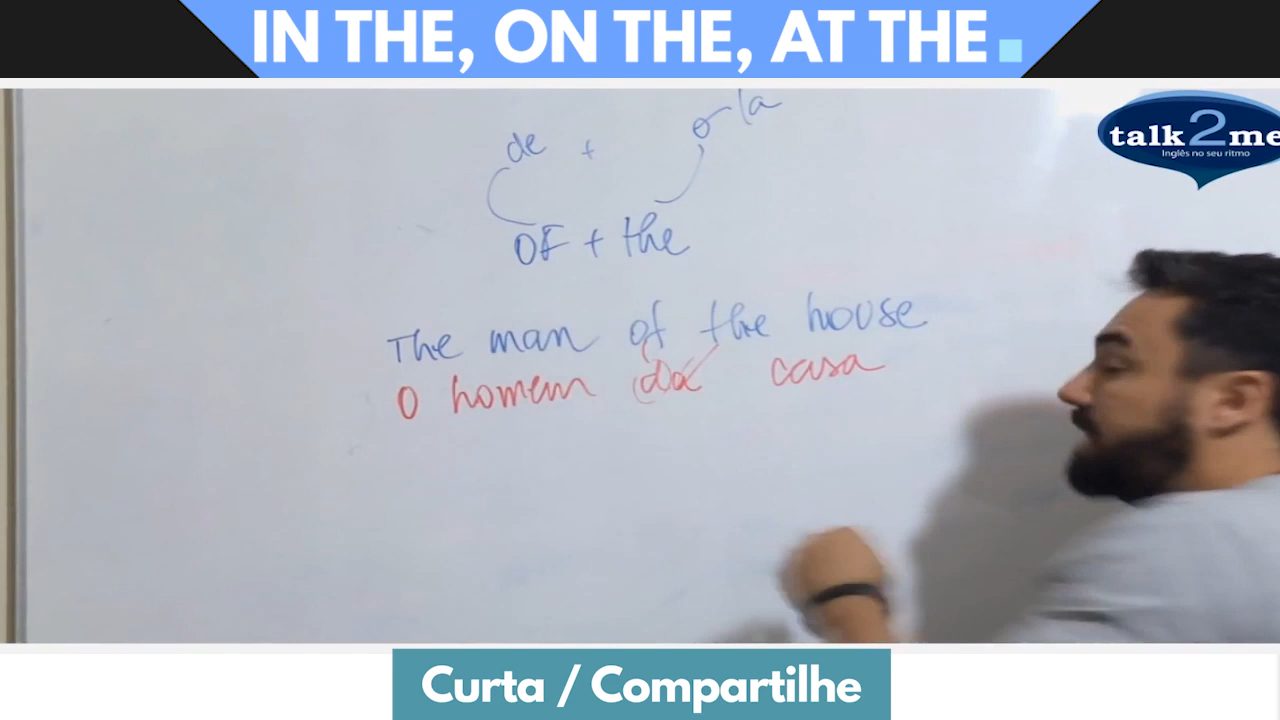 IN THE, ON THE, AT THE.
talk2me
Inglês no seu ritmo
de + o-/a
OF + the
The man of the house
O homem da casa
Curta / Compartilhe